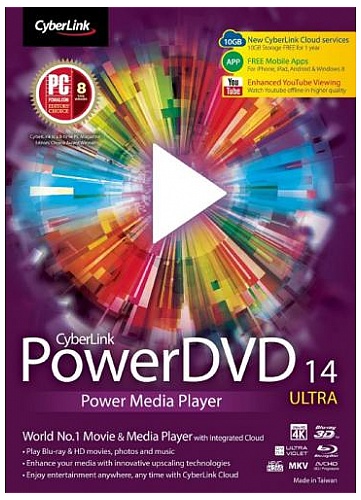 CyberLink
10GB
New CyberLink Cloud services
10GB Storage FREE for 1 year
APP
FREE Mobile Apps
For iPhone, iPad, Android & Windows 8
You Tube
Enhanced YouTube Viewing
Watch Youtube offline in higher quality
PC
EDITORS' CHOICE
8
CyberLink
PowerDVD 14
ULTRA
Power Media Player
World No.1 Movie & Media Player with Integrated Cloud
• Play Blu-ray & HD movies, photos and music
• Enhance your media with innovative upscaling technologies
• Enjoy entertainment anywhere, any time with CyberLink Cloud
4K
Blu-ray 3D
ULTRA VIOLET
MKV
Blu-ray Disc
Made in Taiwan